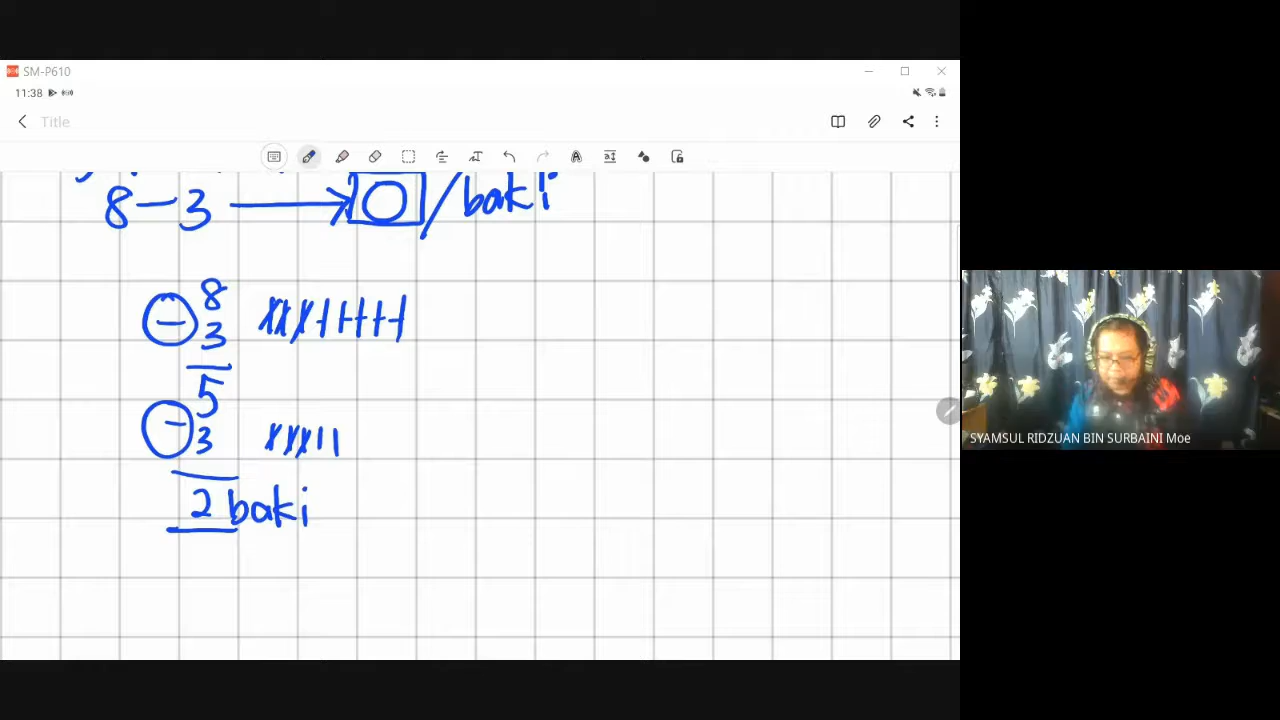 SM-P610
11:38
Title
8 - 3 → 0 / baki
8
- 3
5
- 3
2 baki
SYAMSUL RIDZUAN BIN SURBAINI Moe